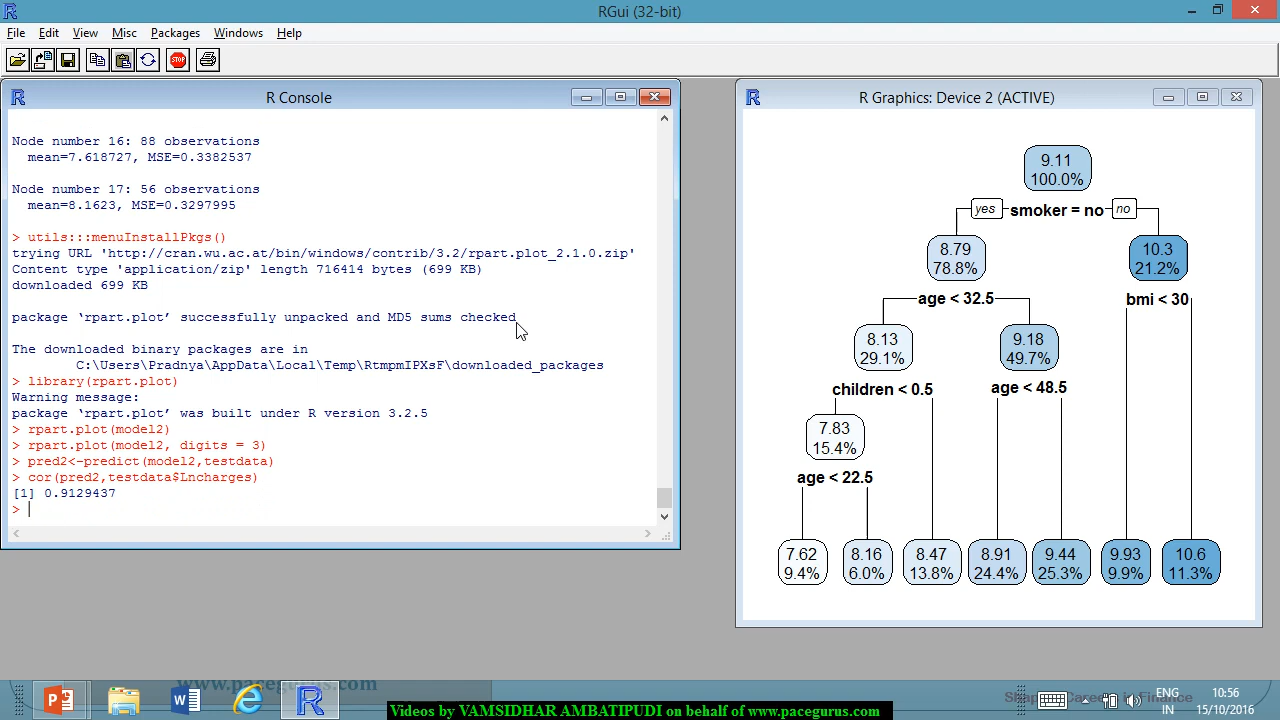 RGui (32-bit)
File Edit View Misc Packages Windows Help
STOP
R Console
Node number 16: 88 observations
mean=7.618727, MSE=0.3382537
Node number 17: 56 observations
mean=8.1623, MSE=0.3297995
> utils:::menuInstallPkgs()
trying URL 'http://cran.wu.ac.at/bin/windows/contrib/3.2/rpart.plot_2.1.0.zip'
Content type 'application/zip' length 716414 bytes (699 KB)
downloaded 699 KB
package ‘rpart.plot’ successfully unpacked and MD5 sums checked
The downloaded binary packages are in
C:\Users\Pradnya\AppData\Local\Temp\RtmpmIPXsF\downloaded_packages
> library(rpart.plot)
Warning message:
package ‘rpart.plot’ was built under R version 3.2.5
> rpart.plot(model2)
> rpart.plot(model2, digits = 3)
> pred2<-predict(model2,testdata)
> cor(pred2,testdata$Lncharges)
[1] 0.9129437
>
R Graphics: Device 2 (ACTIVE)
9.11
100.0%
yes smoker = no no
8.79
78.8%
10.3
21.2%
age < 32.5
bmi < 30
8.13
29.1%
9.18
49.7%
children < 0.5
age < 48.5
7.83
15.4%
age < 22.5
7.62 8.16 8.47 8.91 9.44 9.93 10.6
9.4% 6.0% 13.8% 24.4% 25.3% 9.9% 11.3%
www.pacegurus.com
ENG
IN
10:56
15/10/2016
Videos by VAMSIDHAR AMBATIPUDI on behalf of www.pacegurus.com